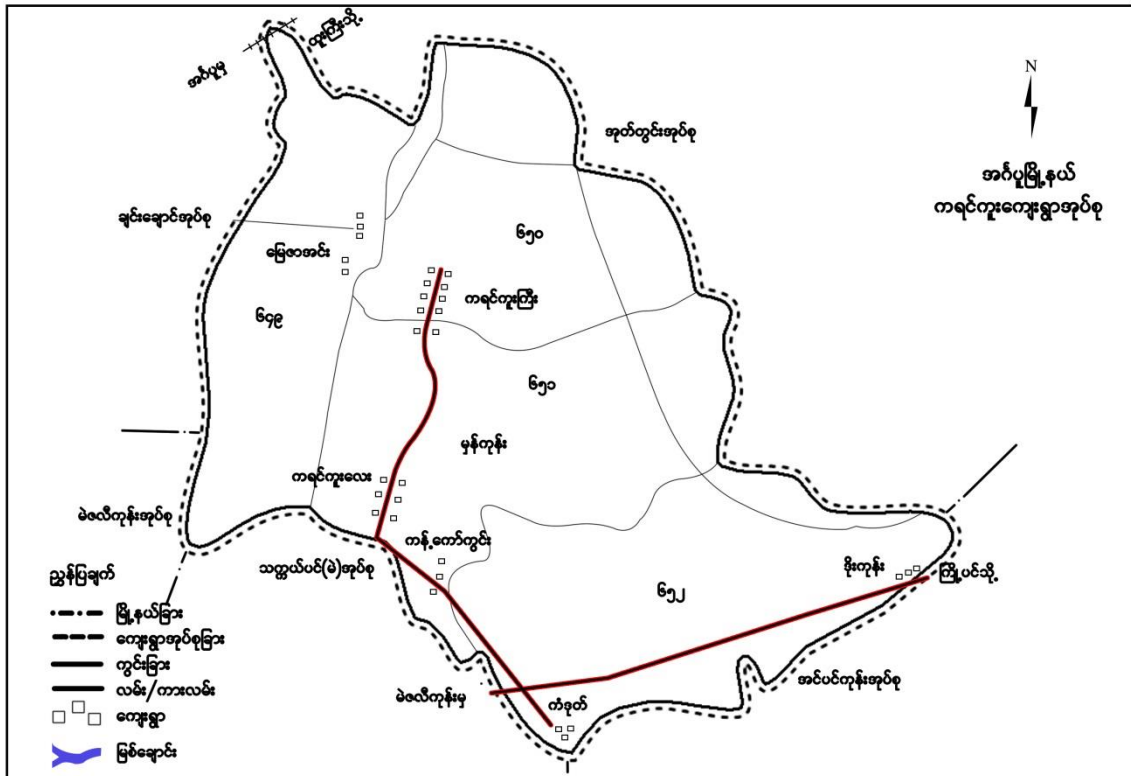 ထူးကြီးသို့
အင်္ဂပူမှ
N
အုတ်တွင်းအုပ်စု
အင်္ဂပူမြို့နယ်
ကရင်ကူးကျေးရွာအုပ်စု
ချင်းချောင်အုပ်စု
မြေဇာအင်း
၆၅၀
ကရင်ကူးကြီး
၆၄၉
၆၅၁
မှန်ကုန်း
ကရင်ကူးလေး
မဲဇလီကုန်းအုပ်စု
ကန့်ကော်ကွင်း
သက္ကယ်ပင်(မဲ)အုပ်စု
ဒိုးကုန်း
ကြို့ပင်သို့
၆၅၂
အင်ပင်ကုန်းအုပ်စု
မဲဇလီကုန်းမှ
ကံဒုတ်
ညွှန်ပြချက်
မြို့နယ်ခြား
ကျေးရွာအုပ်စုခြား
ကွင်းခြား
လမ်း/ကားလမ်း
ကျေးရွာ
မြစ်ချောင်း